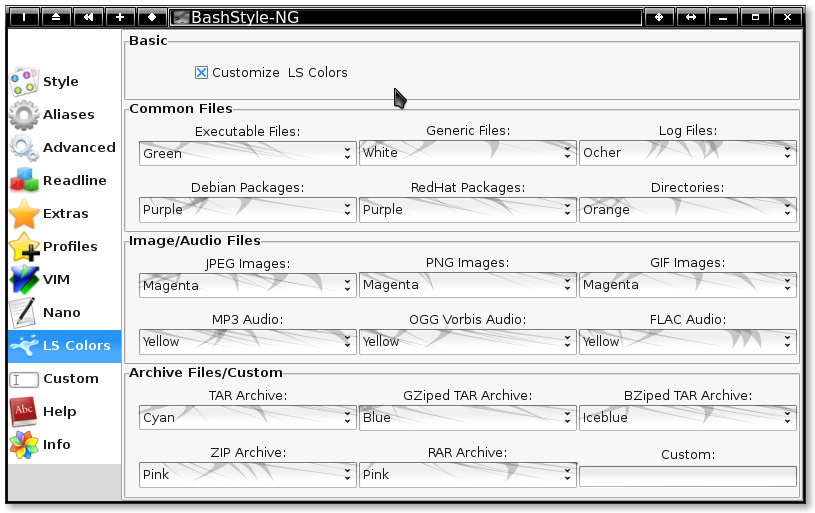 BashStyle-NG
Style
Aliases
Advanced
Readline
Extras
Profiles
VIM
Nano
LS Colors
Custom
Abc
Help
Info
Basic
Customize LS Colors
Common Files
Executable Files: Generic Files: Log Files:
Green White Ocher
Debian Packages: RedHat Packages: Directories:
Purple Purple Orange
Image/Audio Files
JPEG Images: PNG Images: GIF Images:
Magenta Magenta Magenta
MP3 Audio: OGG Vorbis Audio: FLAC Audio:
Yellow Yellow Yellow
Archive Files/Custom
TAR Archive: GZiped TAR Archive: BZiped TAR Archive:
Cyan Blue Iceblue
ZIP Archive: RAR Archive: Custom:
Pink Pink